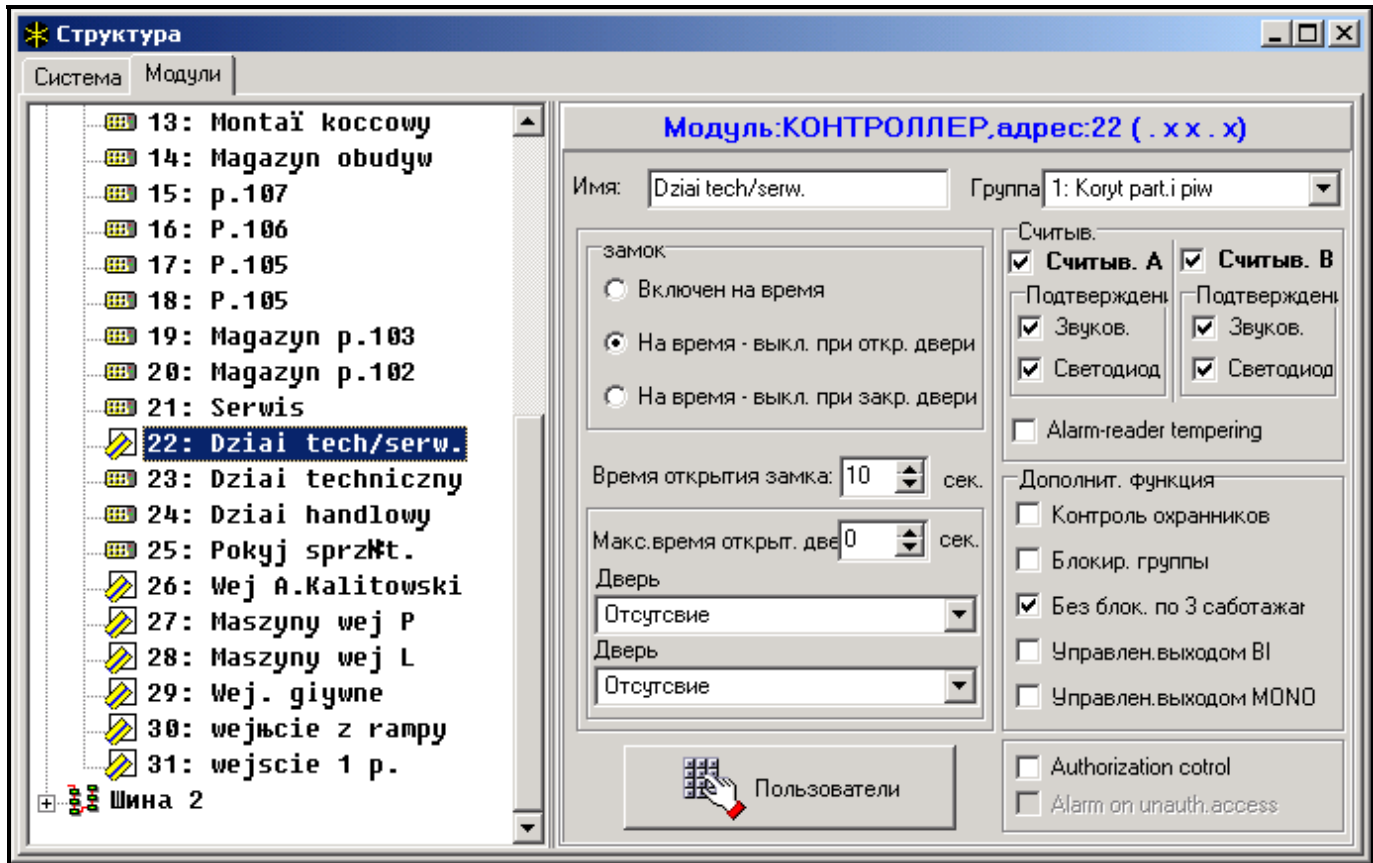 Структура
Система Модули
13: Montaï koccowy
14: Magazyn obudyw
15: p.107
16: P.106
17: P.105
18: P.105
19: Magazyn p.103
20: Magazyn p.102
21: Serwis
22: Dziai tech/serw.
23: Dziai techniczny
24: Dziai handlowy
25: Pokyj sprz№t.
26: Wej A.Kalitowski
27: Maszyny wej P
28: Maszyny wej L
29: Wej. giywne
30: wejњcie z rampy
31: wejscie 1 p.
Шина 2
Модуль:КОНТРОЛЛЕР,адрес:22 ( . x x . x)
Имя: Dziai tech/serw. Группа 1: Koryt part.i piw
замок
Включен на время
На время - выкл. при откр. двери
На время - выкл. при закр. двери
Время открытия замка: 10 сек.
Макс.время открыт. две 0 сек.
Дверь
Отсутсвие
Дверь
Отсутсвие
Пользователи
Считыв.
Считыв. А Считыв. В
Подтвержден Подтвержден
Звуков. Звуков.
Светодиод Светодиод
Alarm-reader tempering
Дополнит. функция
Контроль охранников
Блокир. группы
Без блок. по 3 саботажа
Управлен.выходом BI
Управлен.выходом MONO
Authorization cotrol
Alarm on unauth.access